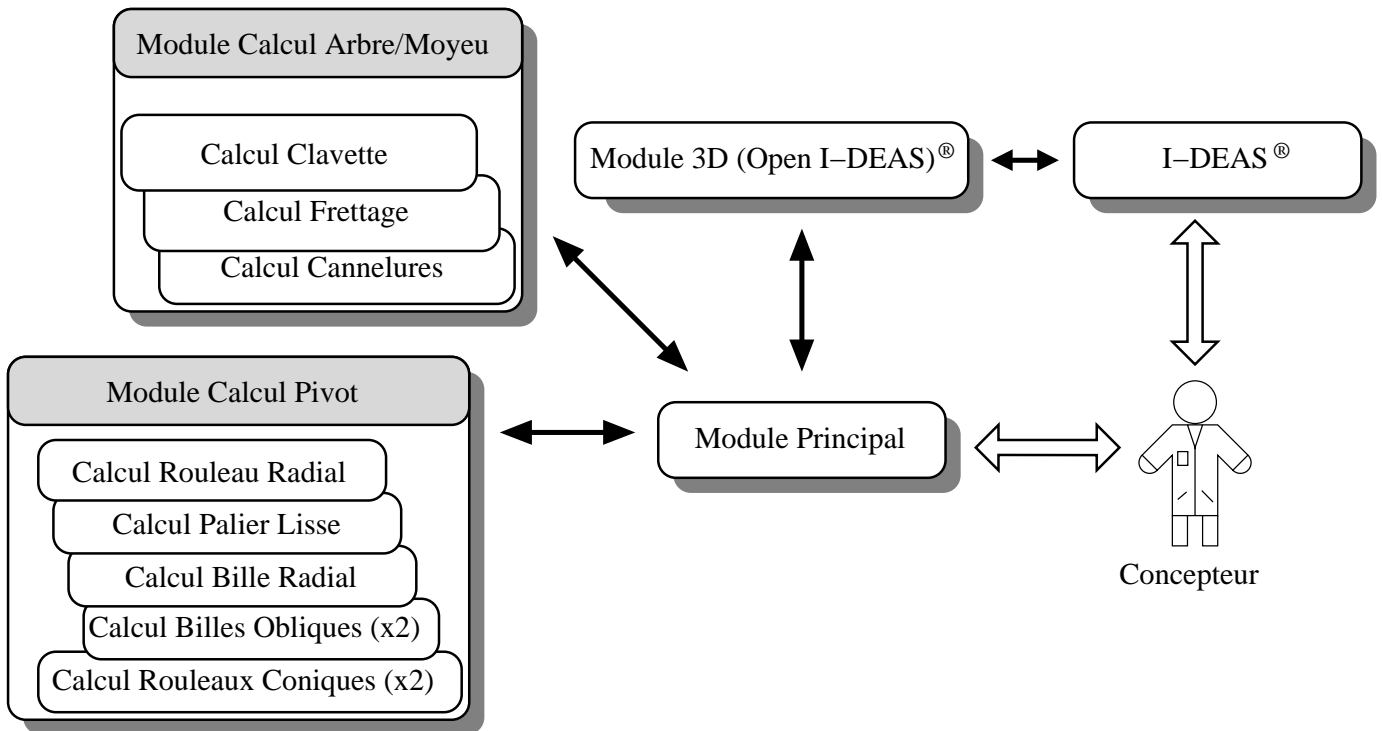 Module Calcul Arbre/Moyeu
Calcul Clavette
Calcul Frettage
Calcul Cannelures
Module 3D (Open I−DEAS)®
I−DEAS®
Module Calcul Pivot
Calcul Rouleau Radial
Calcul Palier Lisse
Calcul Bille Radial
Calcul Billes Obliques (x2)
Calcul Rouleaux Coniques (x2)
Module Principal
Concepteur